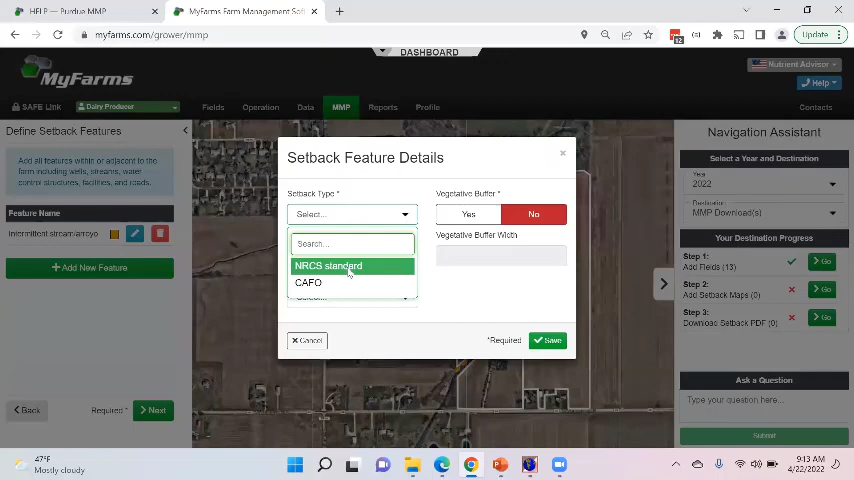 HELP — Purdue MMP
MyFarms Farm Management Soft
myfarms.com/grower/mmp
Update
DASHBOARD
MyFarms
Nutrient Advisor
Help
SAFE Link
Dairy Producer
Fields
Operation
Data
MMP
Reports
Profile
Contacts
Define Setback Features
Add all features within or adjacent to the
farm including wells, streams, water
control structures, facilities, and roads.
Feature Name
Intermittent stream/arroyo
Add New Feature
Back
Required *
Next
Setback Feature Details
Setback Type *
Select...
Search...
NRCS standard
CAFO
Select...
Vegetative Buffer *
Yes
No
Vegetative Buffer Width
Cancel
*Required
Save
Navigation Assistant
Select a Year and Destination
Year
2022
Destination
MMP Download(s)
Your Destination Progress
Step 1:
Add Fields (13)
Go
Step 2:
Add Setback Maps (0)
Go
Step 3:
Download Setback PDF (0)
Go
Ask a Question
Type your question here...
Submit
47°F
Mostly cloudy
9:13 AM
4/22/2022